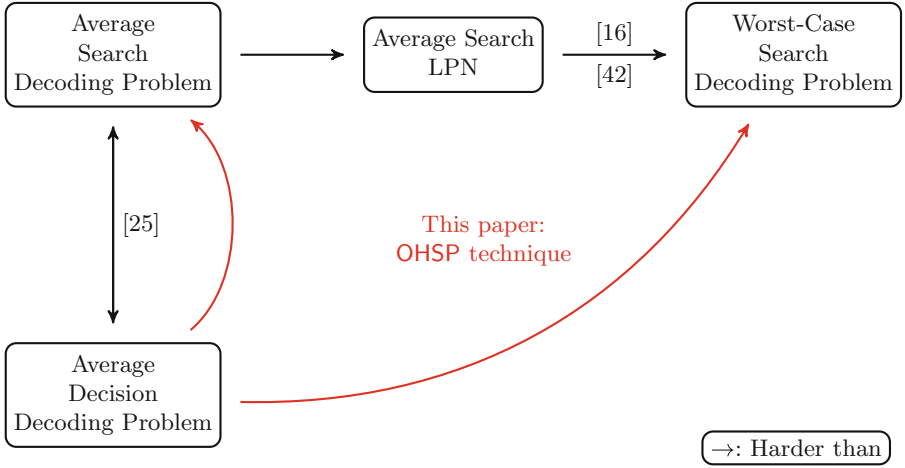 Average
Search
Decoding Problem
Average Search
LPN
[16]
[42]
Worst-Case
Search
Decoding Problem
[25]
This paper:
OHSP technique
Average
Decision
Decoding Problem
→: Harder than